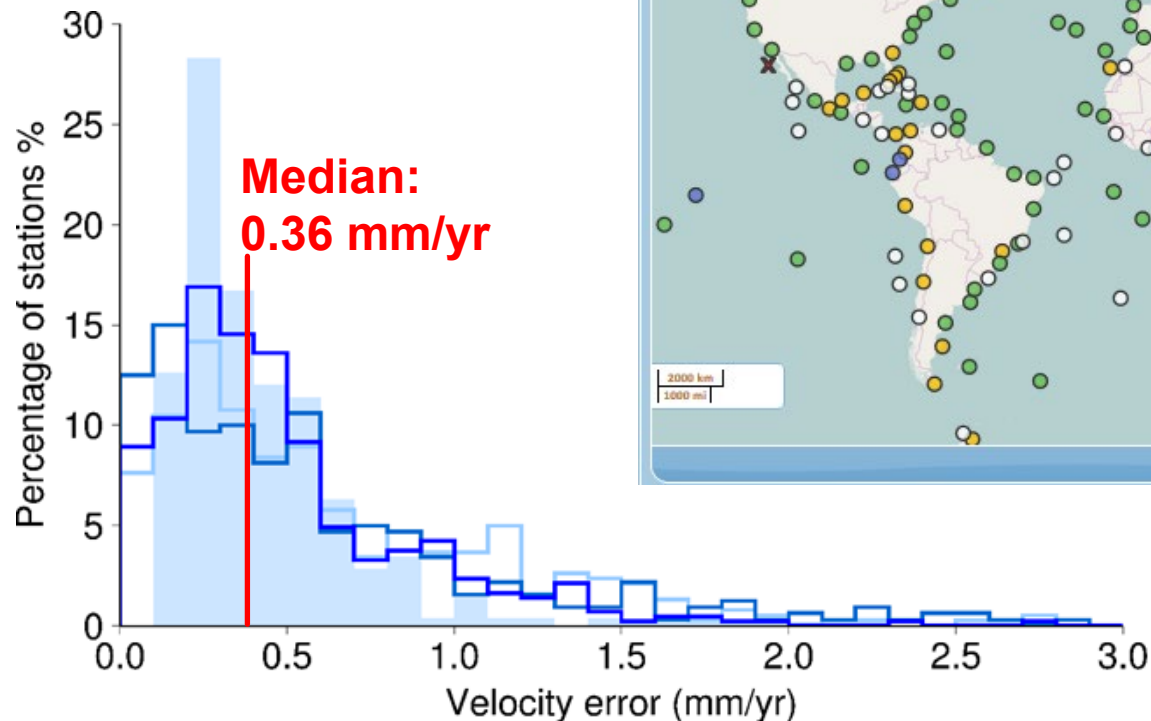 30
25
20
15
10
5
0
Percentage of stations %
Median:
0.36 mm/yr
0.0 0.5 1.0 1.5 2.0 2.5 3.0
Velocity error (mm/yr)
2000 km
1000 mi